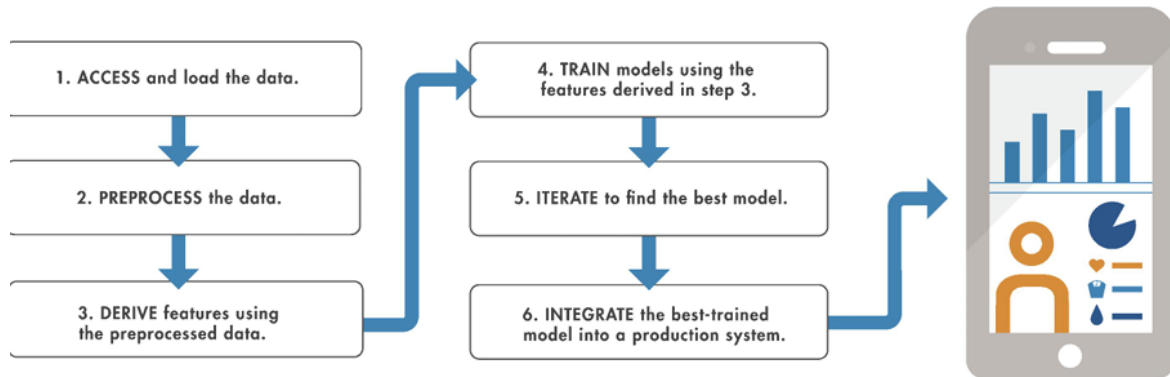 1. ACCESS and load the data.
2. PREPROCESS the data.
3. DERIVE features using
the preprocessed data.
4. TRAIN models using the
features derived in step 3.
5. ITERATE to find the best model.
6. INTEGRATE the best-trained
model into a production system.